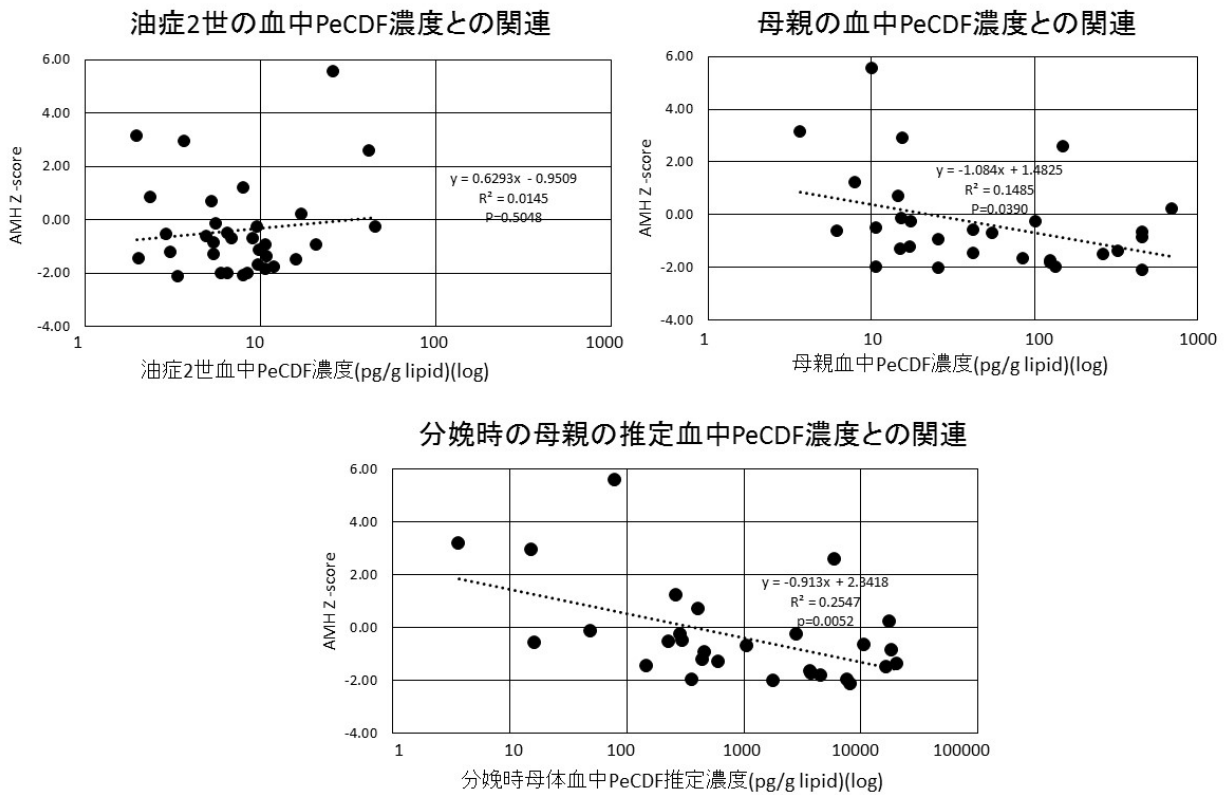 油症2世の血中PeCDF濃度との関連
AMH Z -score
6.00
4.00
2.00
0.00
-2.00
-4.00
y = 0.6293x - 0.9509
R² = 0.0145
P=0.5048
1
10
100
1000
油症2世血中PeCDF濃度(pg/g lipid)(log)
母親の血中PeCDF濃度との関連
AMH Z -score
6.00
4.00
2.00
0.00
-2.00
-4.00
y = -1.084x + 1.4825
R² = 0.1485
P=0.0390
1
10
100
1000
母親血中PeCDF濃度(pg/g lipid)(log)
分娩時の母親の推定血中PeCDF濃度との関連
AMH Z -score
6.00
4.00
2.00
0.00
-2.00
-4.00
y = -0.913x + 2.3418
R² = 0.2547
p=0.0052
1
10
100
1000
10000
100000
分娩時母体血中PeCDF推定濃度(pg/g lipid)(log)